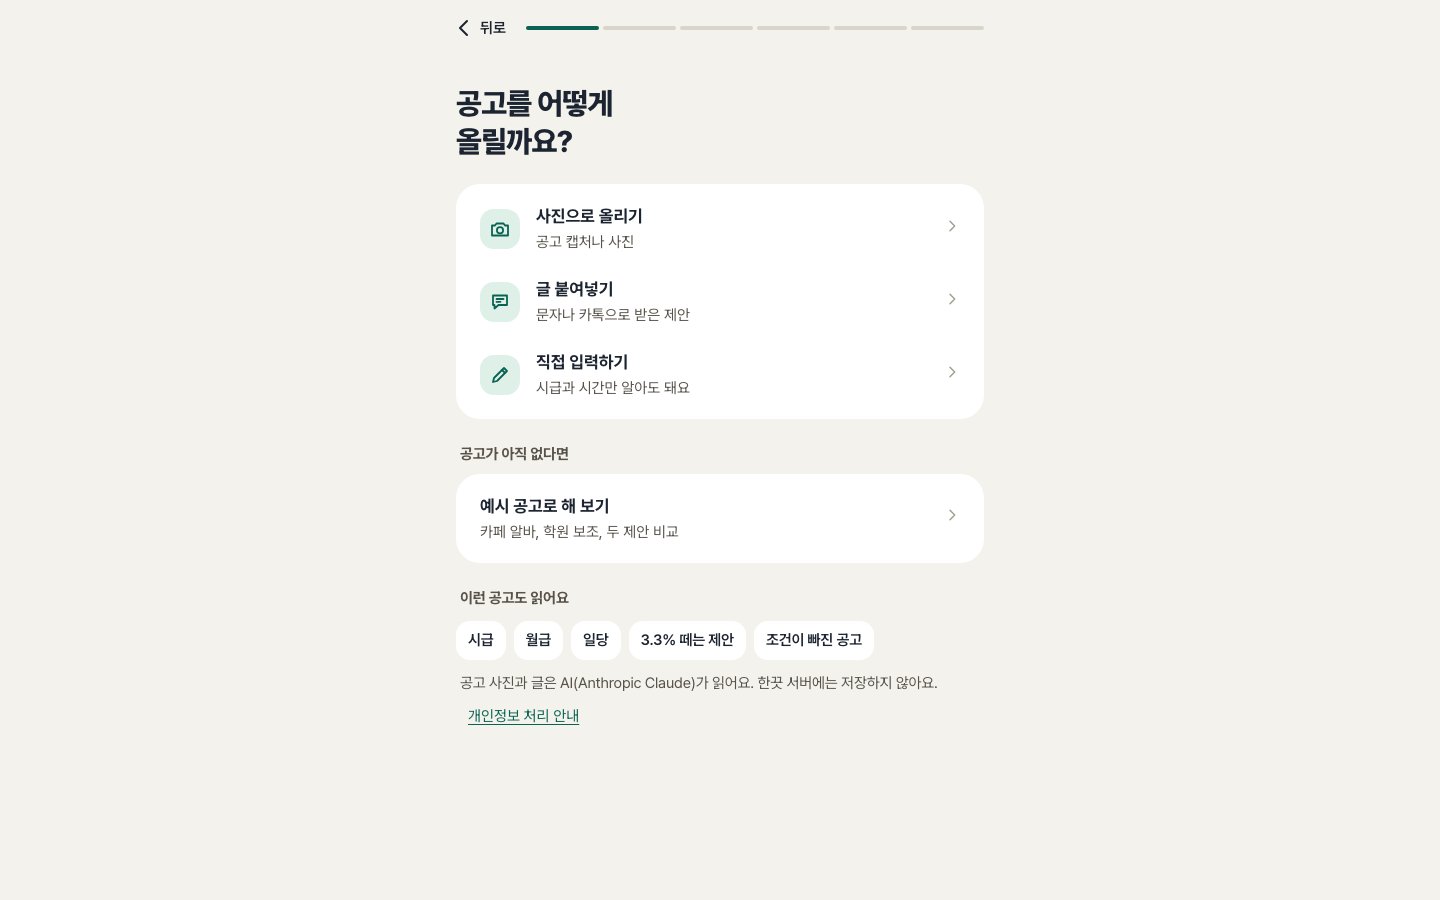 뒤로
공고를 어떻게
올릴까요?
사진으로 올리기
공고 캡처나 사진
글 붙여넣기
문자나 카톡으로 받은 제안
직접 입력하기
시급과 시간만 알아도 돼요
공고가 아직 없다면
예시 공고로 해 보기
카페 알바, 학원 보조, 두 제안 비교
이런 공고도 읽어요
시급 월급 일당 3.3% 떼는 제안 조건이 빠진 공고
공고 사진과 글은 AI(Anthropic Claude)가 읽어요. 한끗 서버에는 저장하지 않아요.
개인정보 처리 안내